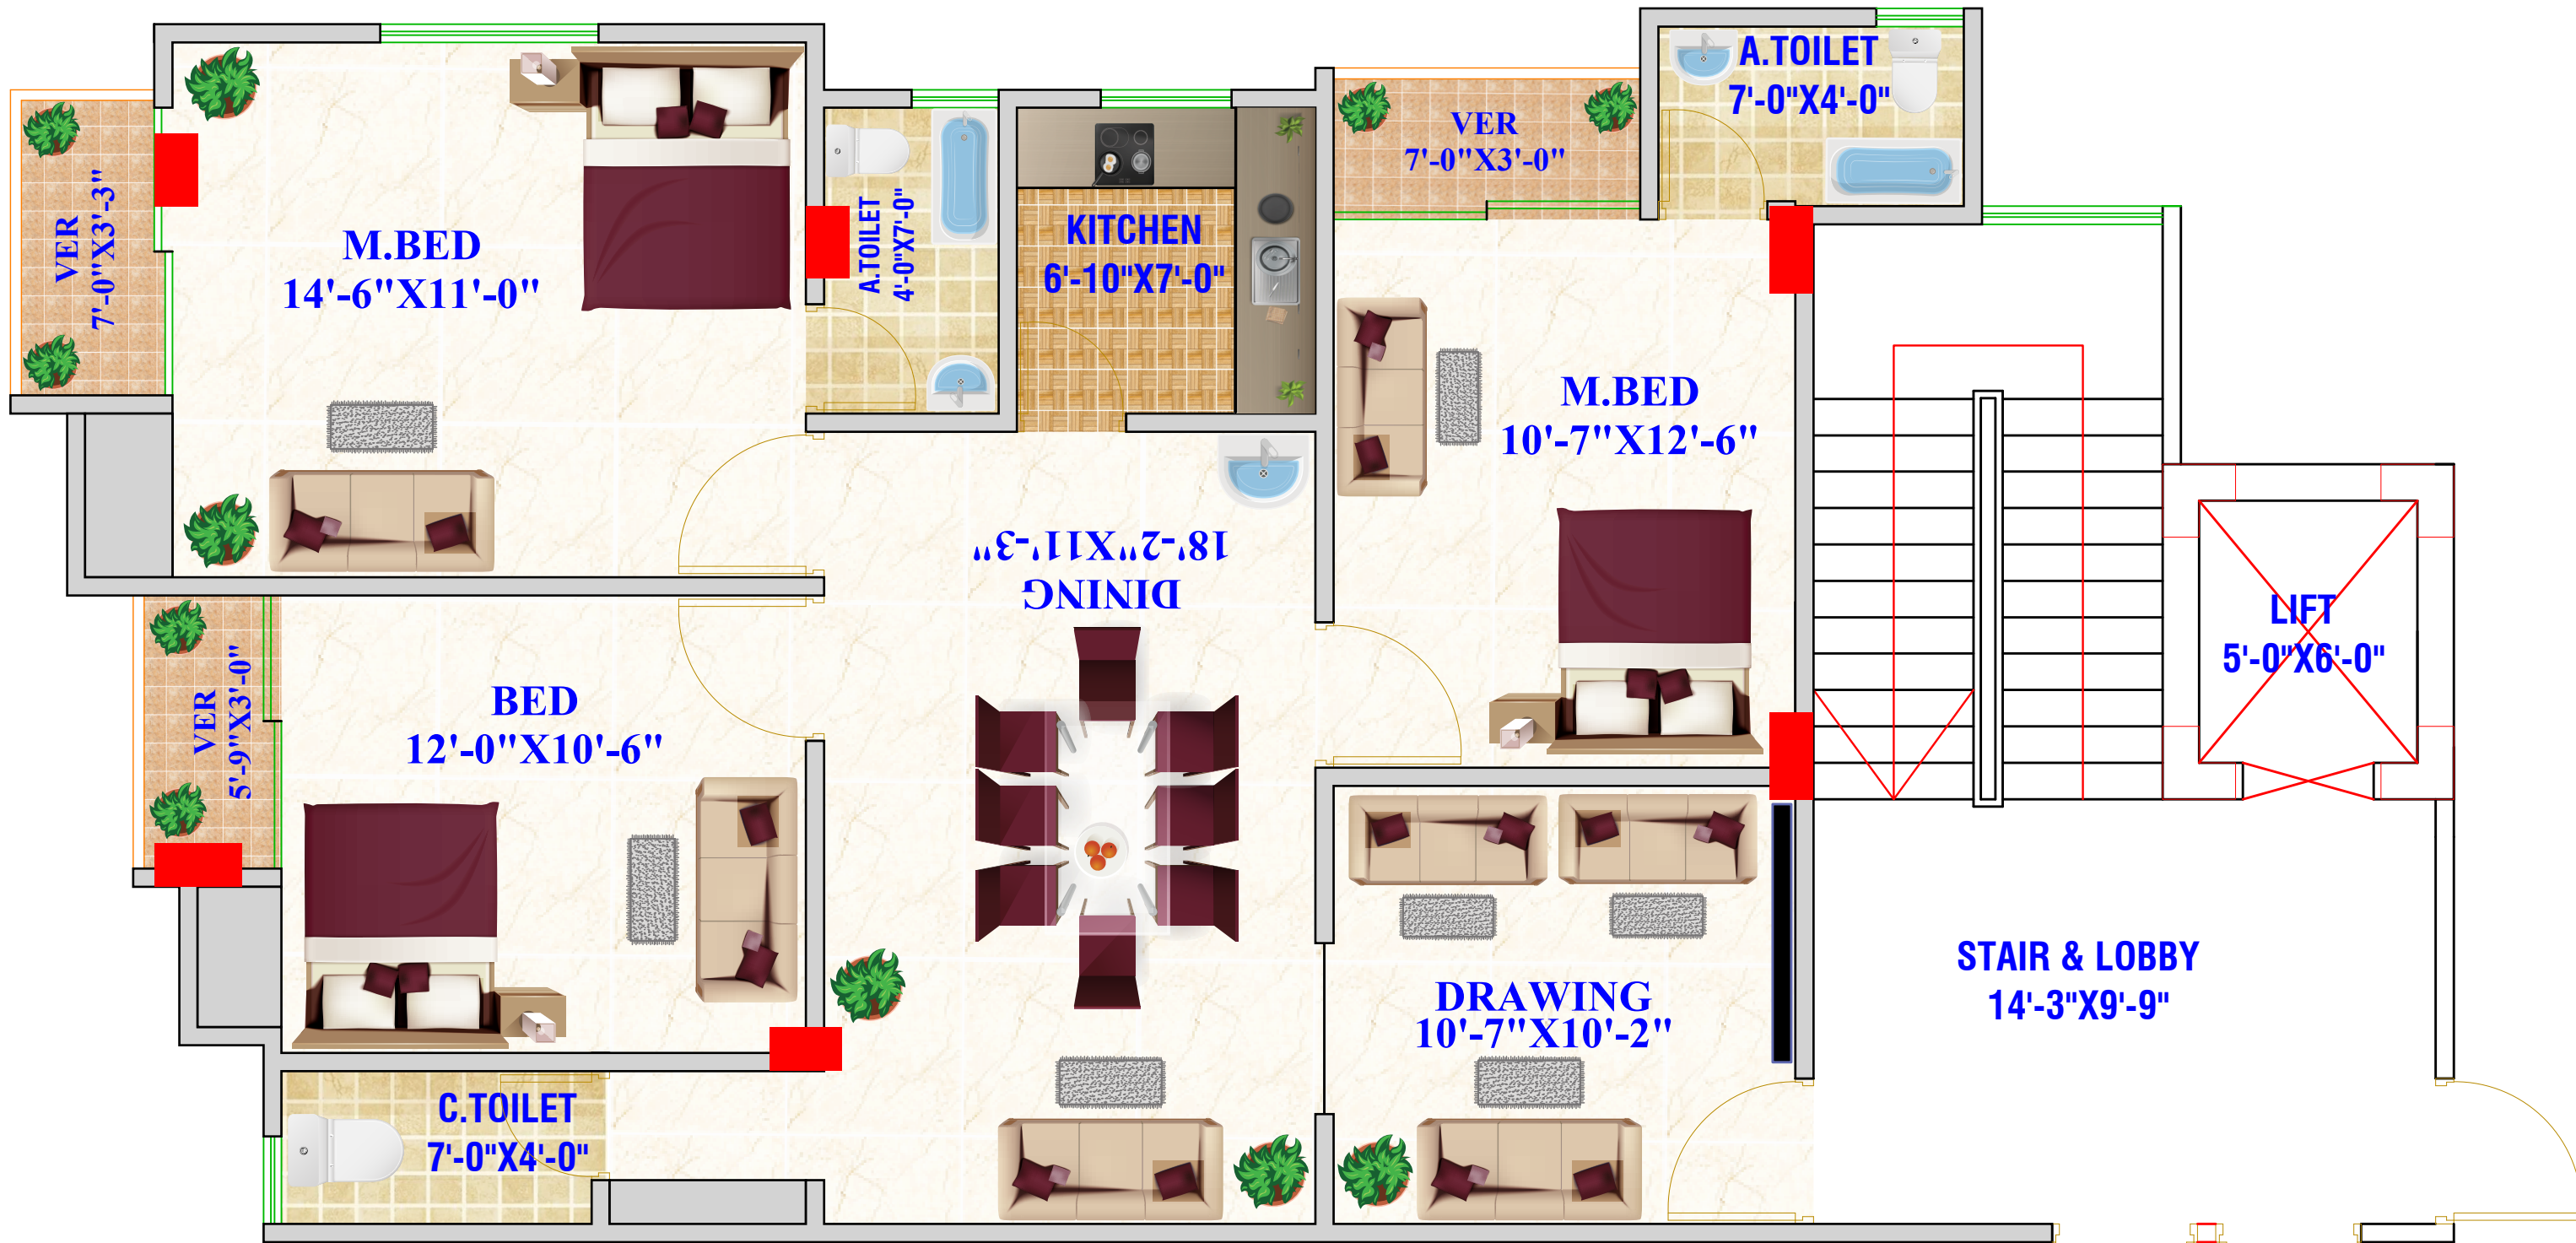 A.TOILET
7'-0"X4'-0"
VER
7'-0"X3'-0"
VER
7'-0"X3'-3"
M.BED
14'-6"X11'-0"
A.TOILET
4'-0"X7'-0"
KITCHEN
6'-10"X7'-0"
M.BED
10'-7"X12'-6"
DINING
18'-2"X11'-3"
LIFT
5'-0"X6'-0"
VER
5'-9"X3'-0"
BED
12'-0"X10'-6"
STAIR & LOBBY
14'-3"X9'-9"
DRAWING
10'-7"X10'-2"
C.TOILET
7'-0"X4'-0"